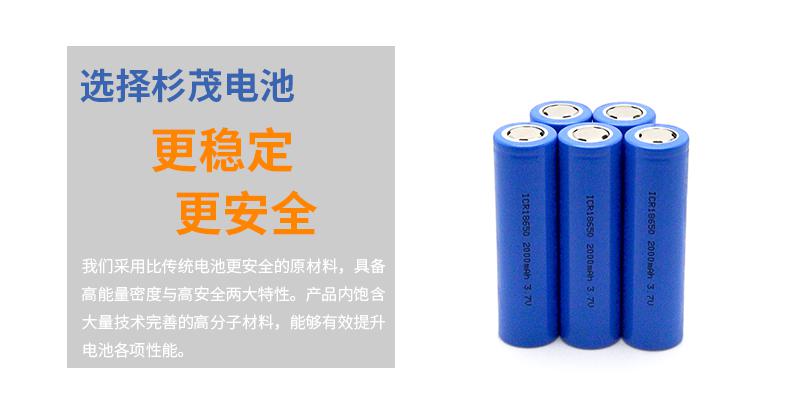 选择杉茂电池
更稳定
更安全
我们采用比传统电池更安全的原材料，具备
高能量密度与高安全两大特性。产品内饱含
大量技术完善的高分子材料，能够有效提升
电池各项性能。
ICR18650 2000mAh 3.7V
ICR18650 2000mAh 3.7V
ICR18650 2000mAh 3.7V